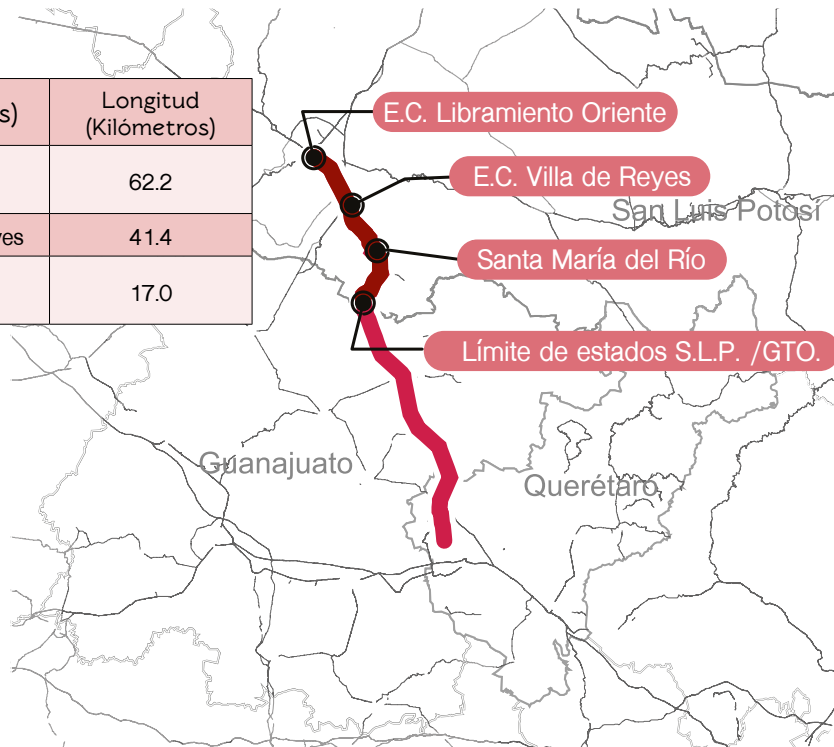 s)
Longitud
(Kilómetros)
62.2
yes
41.4
17.0
E.C. Libramiento Oriente
E.C. Villa de Reyes
San Luis Potosí
Santa María del Río
Límite de estados S.L.P. /GTO.
Guanajuato
Querétaro